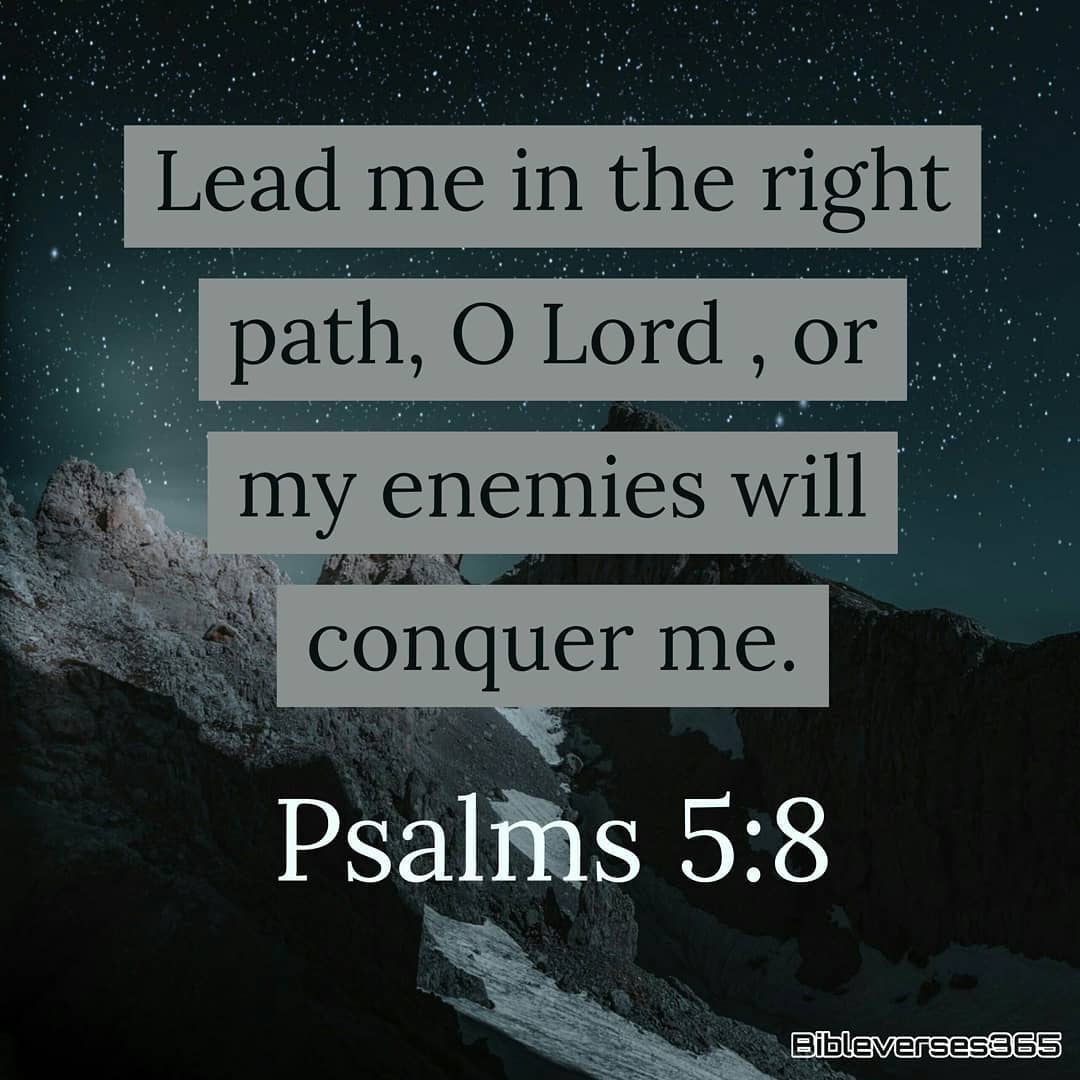 Lead me in the right
path, O Lord , or
my enemies will
conquer me.
Psalms 5:8
Bibleverses365